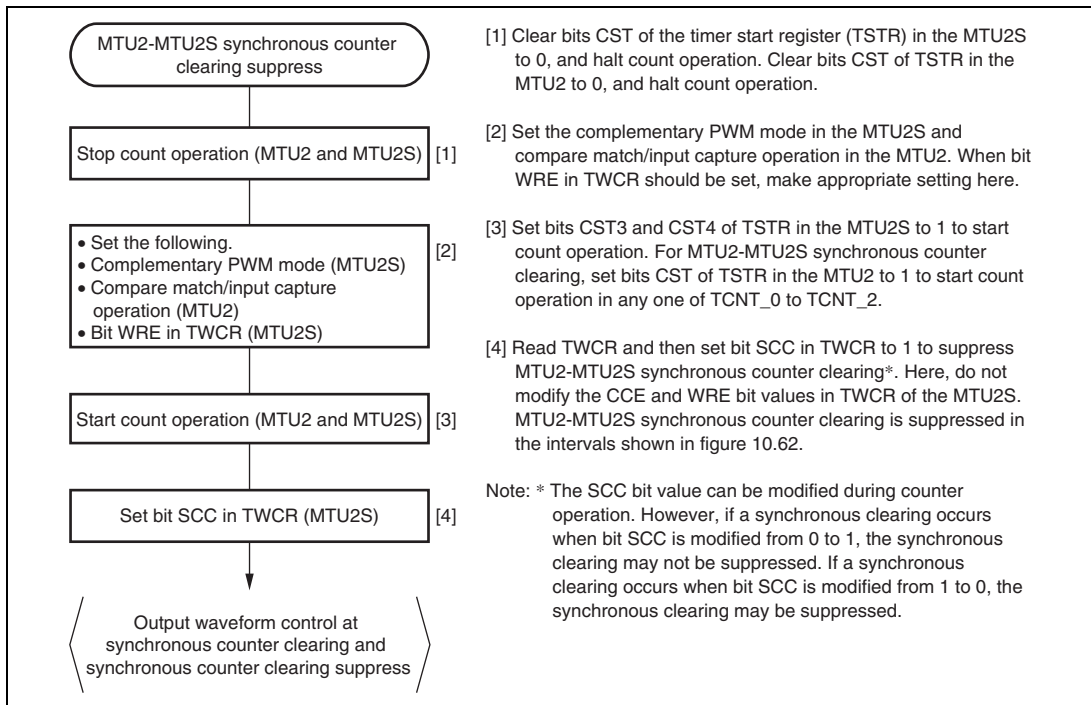 MTU2-MTU2S synchronous counter
clearing suppress
Stop count operation (MTU2 and MTU2S)
[1]
• Set the following.
• Complementary PWM mode (MTU2S)
• Compare match/input capture
operation (MTU2)
• Bit WRE in TWCR (MTU2S)
[2]
Start count operation (MTU2 and MTU2S)
[3]
Set bit SCC in TWCR (MTU2S)
[4]
Output waveform control at
synchronous counter clearing and
synchronous counter clearing suppress
[1] Clear bits CST of the timer start register (TSTR) in the MTU2S
to 0, and halt count operation. Clear bits CST of TSTR in the
MTU2 to 0, and halt count operation.
[2] Set the complementary PWM mode in the MTU2S and
compare match/input capture operation in the MTU2. When bit
WRE in TWCR should be set, make appropriate setting here.
[3] Set bits CST3 and CST4 of TSTR in the MTU2S to 1 to start
count operation. For MTU2-MTU2S synchronous counter
clearing, set bits CST of TSTR in the MTU2 to 1 to start count
operation in any one of TCNT_0 to TCNT_2.
[4] Read TWCR and then set bit SCC in TWCR to 1 to suppress
MTU2-MTU2S synchronous counter clearing*. Here, do not
modify the CCE and WRE bit values in TWCR of the MTU2S.
MTU2-MTU2S synchronous counter clearing is suppressed in
the intervals shown in figure 10.62.
Note: * The SCC bit value can be modified during counter
operation. However, if a synchronous clearing occurs
when bit SCC is modified from 0 to 1, the synchronous
clearing may not be suppressed. If a synchronous
clearing occurs when bit SCC is modified from 1 to 0, the
synchronous clearing may be suppressed.